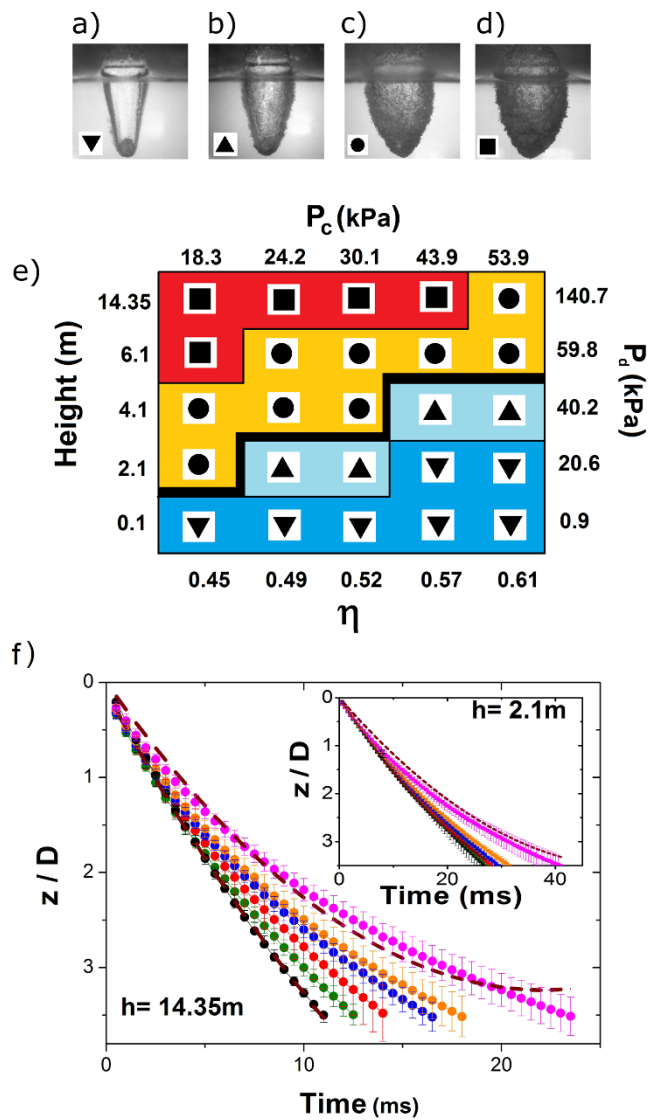 a) b) c) d)
P_c (kPa)
e)
18.3 24.2 30.1 43.9 53.9
14.35 140.7
6.1 59.8
4.1 40.2
2.1 20.6
0.1 0.9
Height (m)
P_d (kPa)
0.45 0.49 0.52 0.57 0.61
η
f)
0
1
2
3
z / D
h= 14.35m
0 10 20
Time (ms)
h= 2.1m
0
1
2
3
z / D
0 20 40
Time (ms)